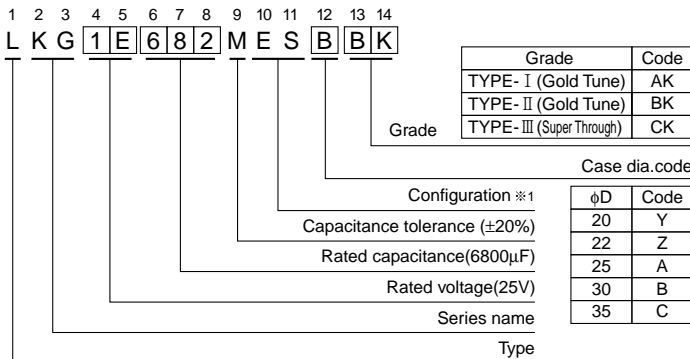 1 2 3 4 5 6 7 8 9 10 11 12 13 14
L K G 1 E 6 8 2 M E S B B K
Grade Code
TYPE-Ⅰ (Gold Tune) AK
TYPE-Ⅱ (Gold Tune) BK
TYPE-Ⅲ (Super Through) CK
Grade
Case dia.code
Configuration ※1
Capacitance tolerance (±20%)
Rated capacitance(6800µF)
Rated voltage(25V)
Series name
Type
ϕD Code
20 Y
22 Z
25 A
30 B
35 C